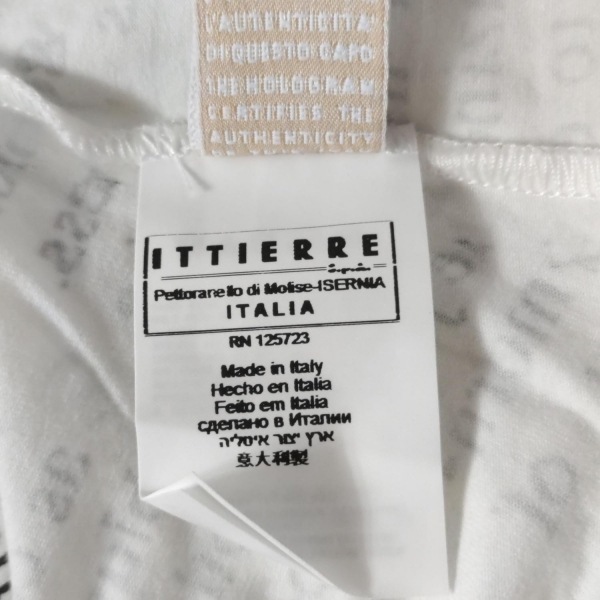 L'AUTENTICITA'
DI QUESTO CAPO
THE HOLOGRAM
CERTIFIES THE
AUTHENTICITY
ITTIERRE
Pettoranello di Molise-ISERNIA
ITALIA
RN 125723
Made in Italy
Hecho en Italia
Feito em Italia
сделано в Италии
ארץ יצור איטליה
意大利製